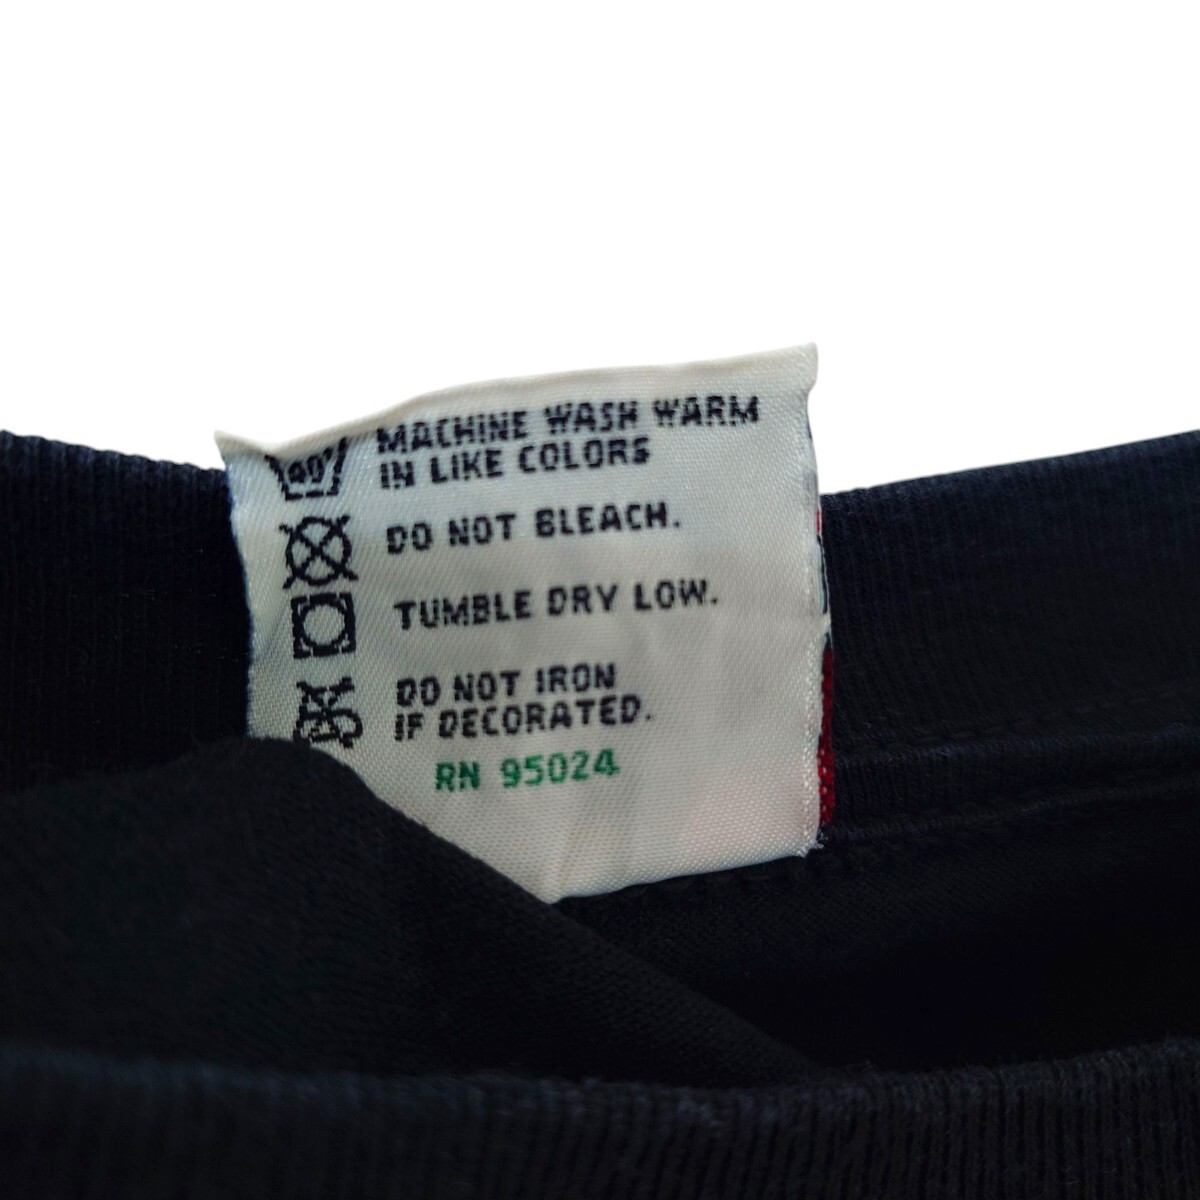 40°
MACHINE WASH WARM
IN LIKE COLORS
DO NOT BLEACH.
TUMBLE DRY LOW.
DO NOT IRON
IF DECORATED.
RN 95024